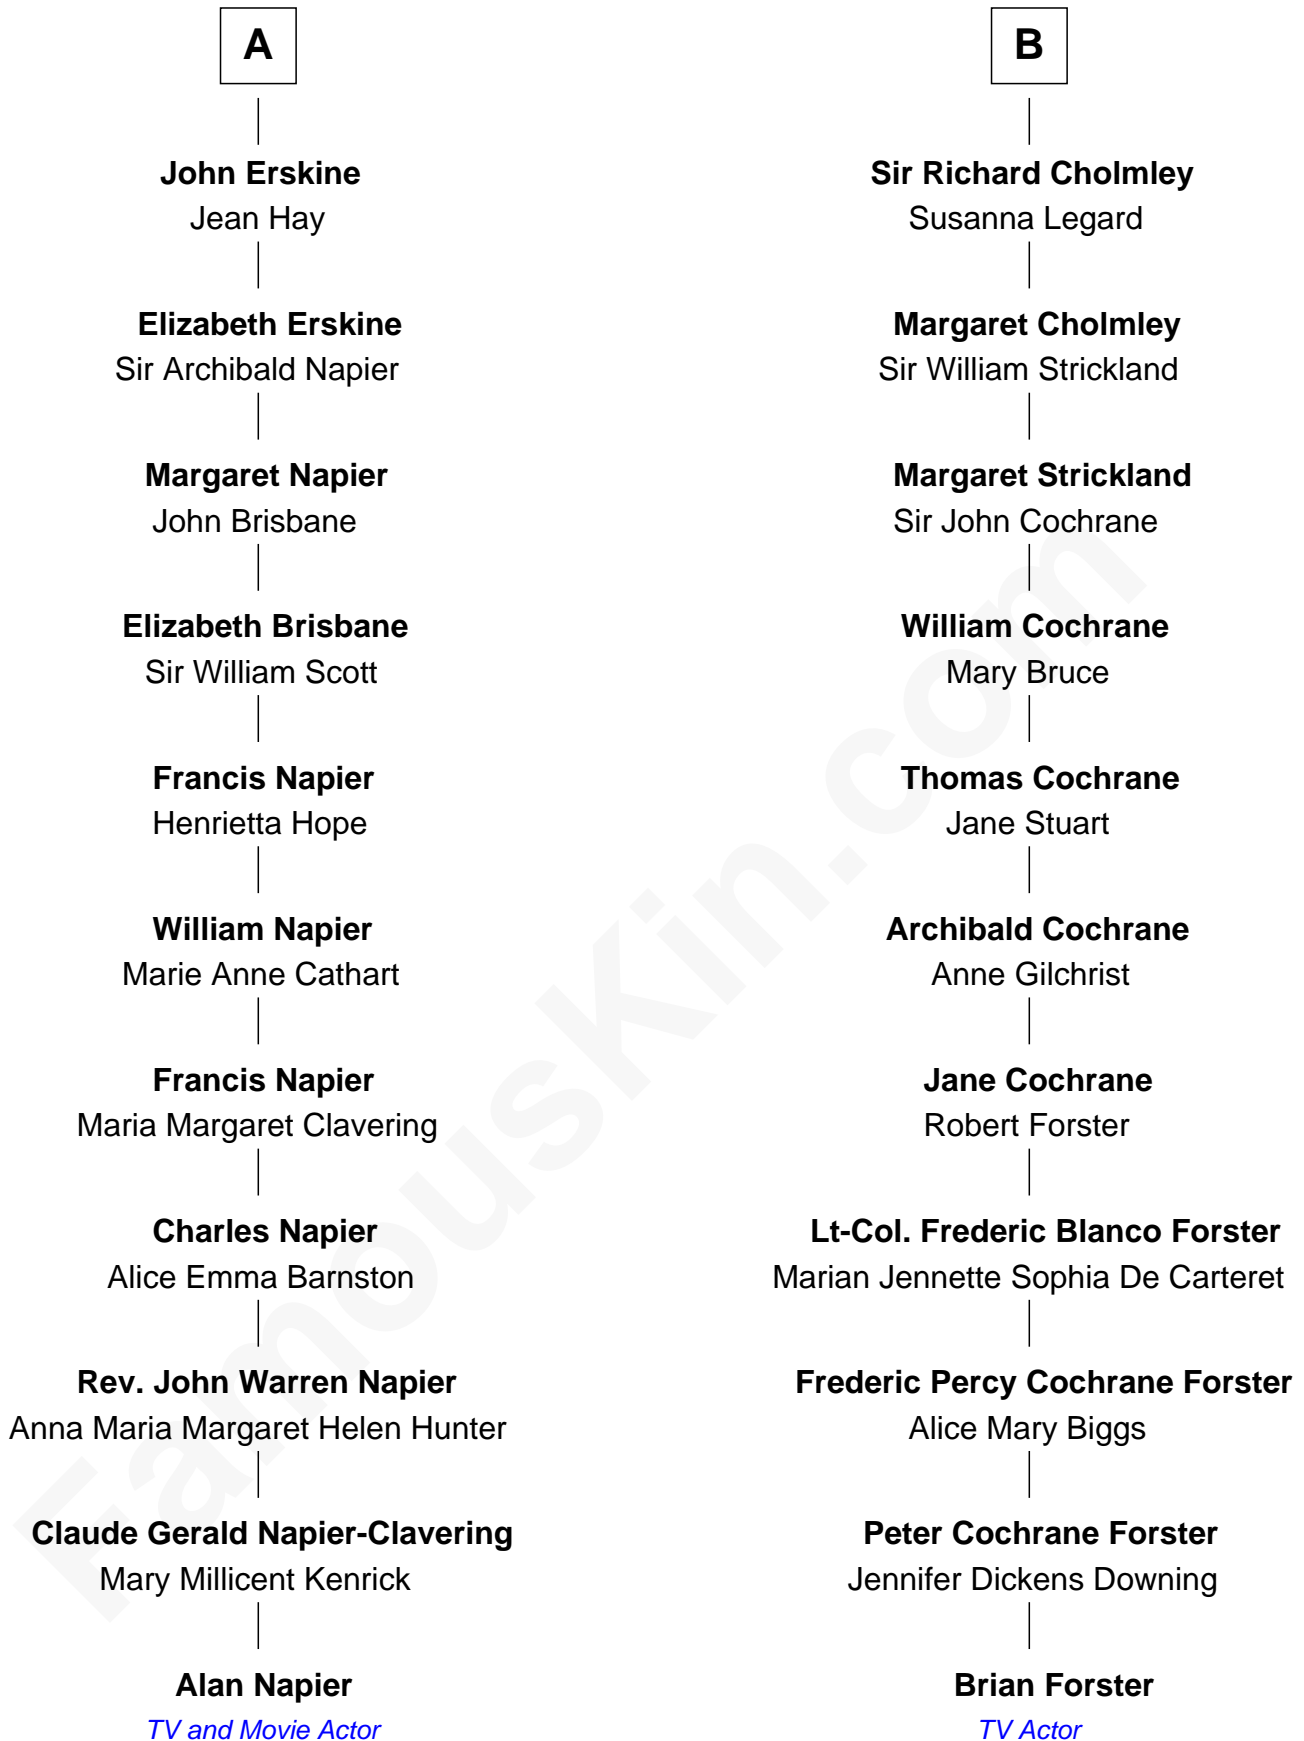 A
John Erskine
Jean Hay
Elizabeth Erskine
Sir Archibald Napier
Margaret Napier
John Brisbane
Elizabeth Brisbane
Sir William Scott
Francis Napier
Henrietta Hope
William Napier
Marie Anne Cathart
Francis Napier
Maria Margaret Clavering
Charles Napier
Alice Emma Barnston
Rev. John Warren Napier
Anna Maria Margaret Helen Hunter
Claude Gerald Napier-Clavering
Mary Millicent Kenrick
Alan Napier
TV and Movie Actor
B
Sir Richard Cholmley
Susanna Legard
Margaret Cholmley
Sir William Strickland
Margaret Strickland
Sir John Cochrane
William Cochrane
Mary Bruce
Thomas Cochrane
Jane Stuart
Archibald Cochrane
Anne Gilchrist
Jane Cochrane
Robert Forster
Lt-Col. Frederic Blanco Forster
Marian Jennette Sophia De Carteret
Frederic Percy Cochrane Forster
Alice Mary Biggs
Peter Cochrane Forster
Jennifer Dickens Downing
Brian Forster
TV Actor
FamousKin.com